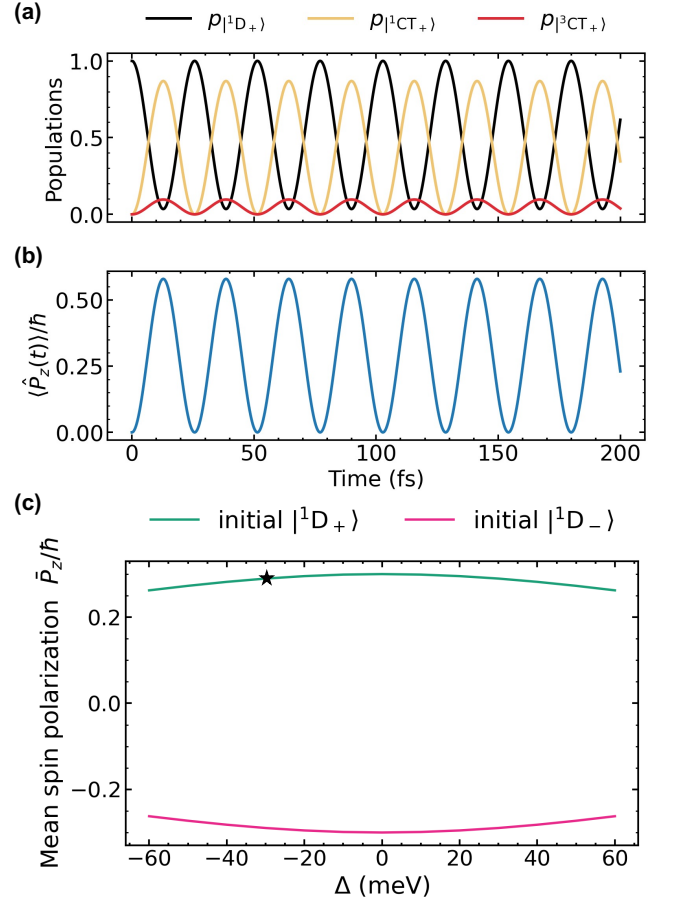 (a)
p|¹D₊⟩ p|¹CT₊⟩ p|³CT₊⟩
1.0
0.5
0.0
Populations
(b)
0.50
0.25
0.00
⟨P̂z(t)⟩/ħ
0 50 100 150 200
Time (fs)
(c)
initial |¹D₊⟩ initial |¹D₋⟩
0.2
0.0
−0.2
Mean spin polarization P̄z/ħ
−60 −40 −20 0 20 40 60
Δ (meV)